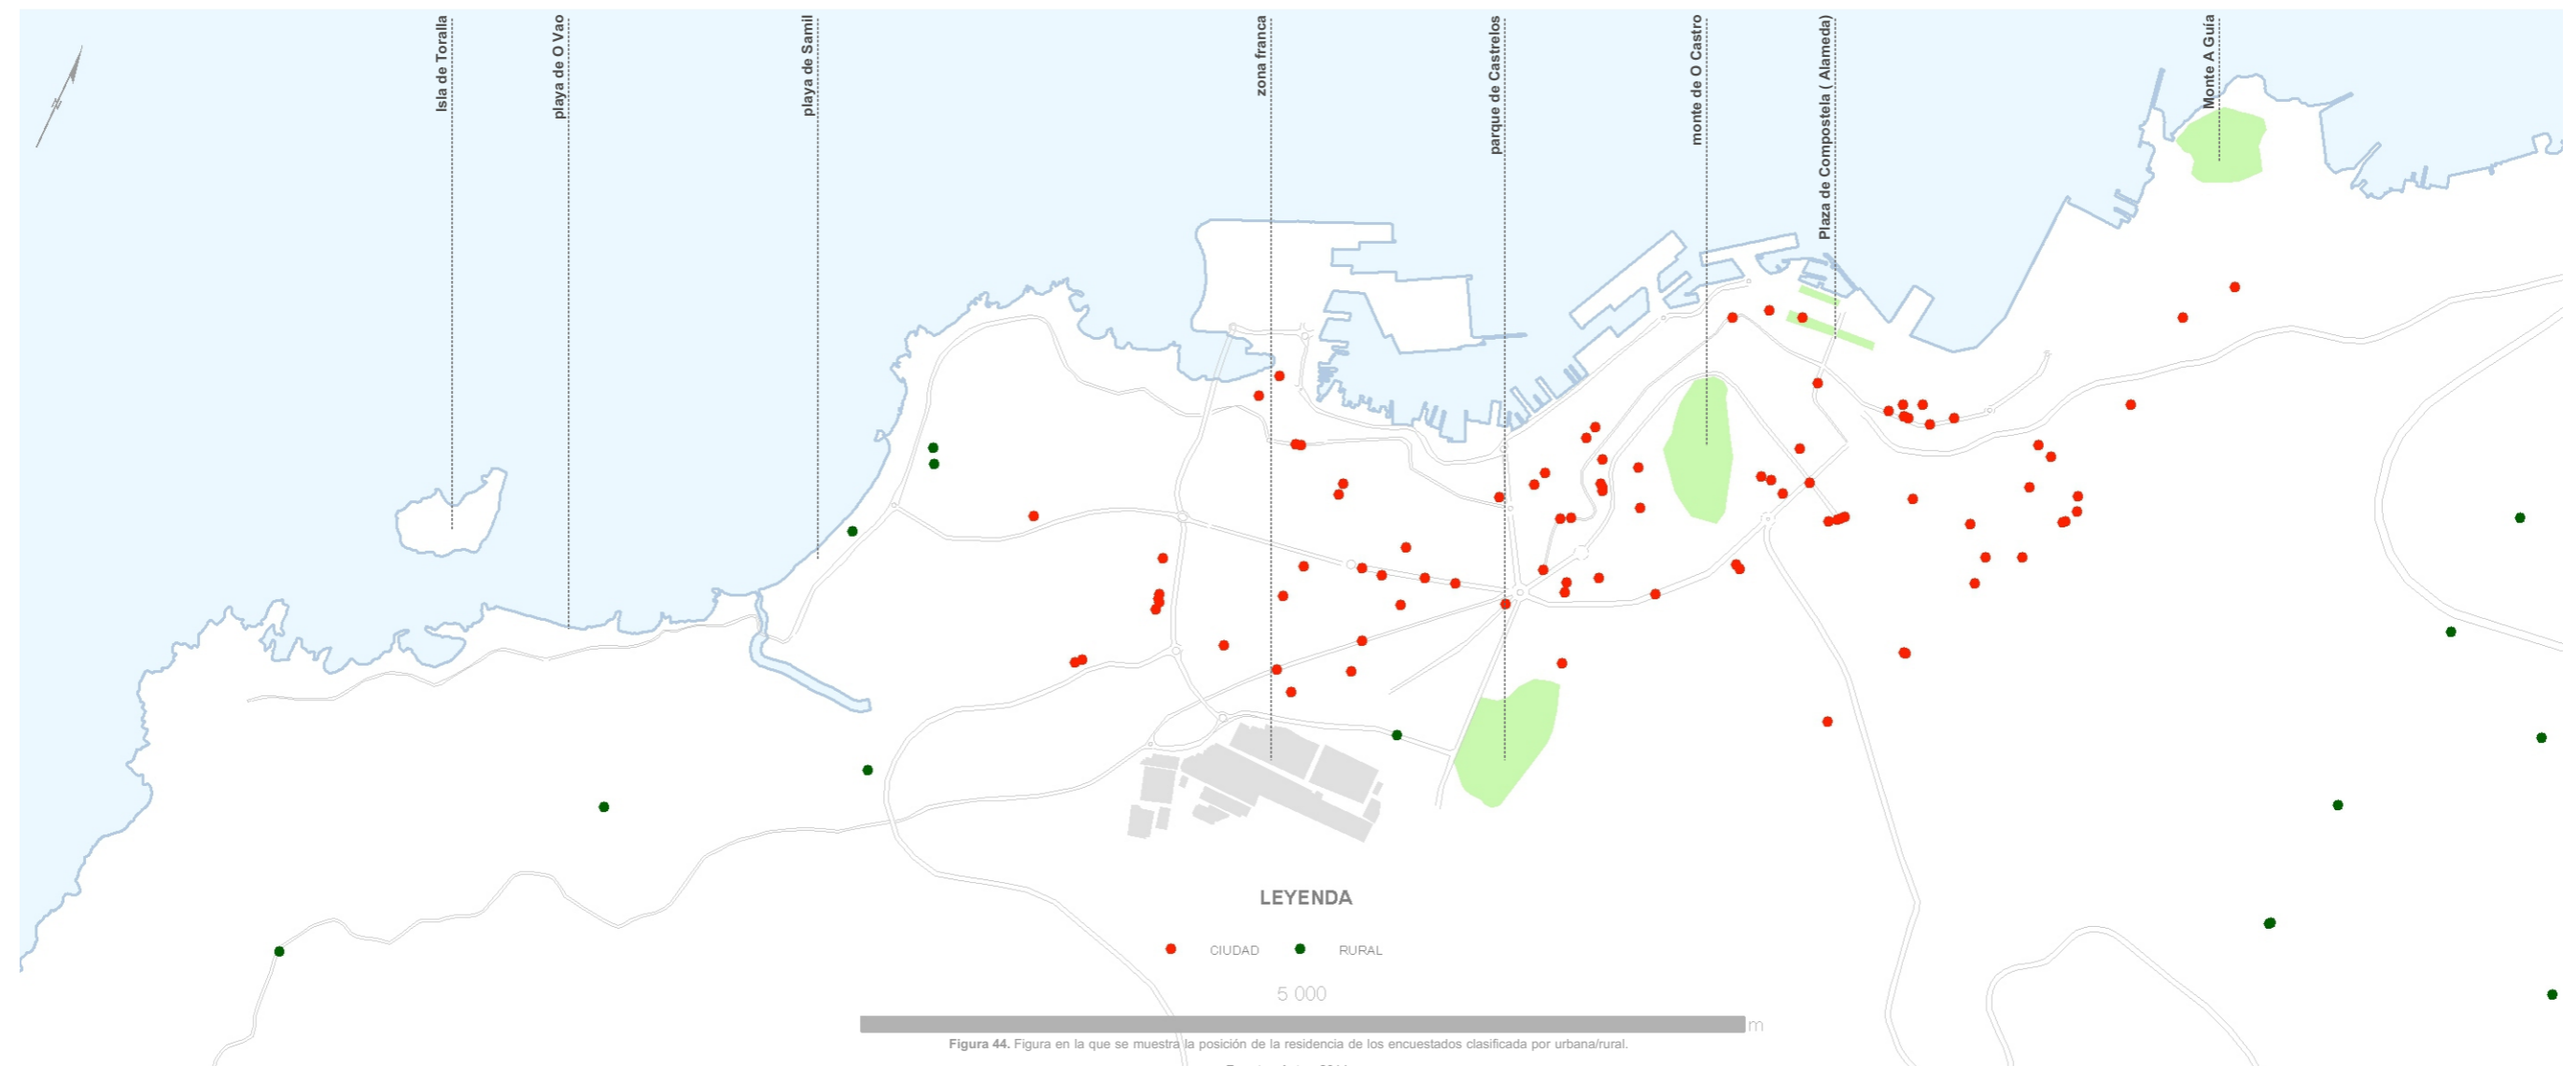 Isla de Toralla
playa de O Vao
playa de Samil
zona franca
parque de Castrelos
monte de O Castro
Plaza de Compostela ( Alameda)
Monte A Guía
N
LEYENDA
CIUDAD RURAL
5 000
m
Figura 44. Figura en la que se muestra la posición de la residencia de los encuestados clasificada por urbana/rural.